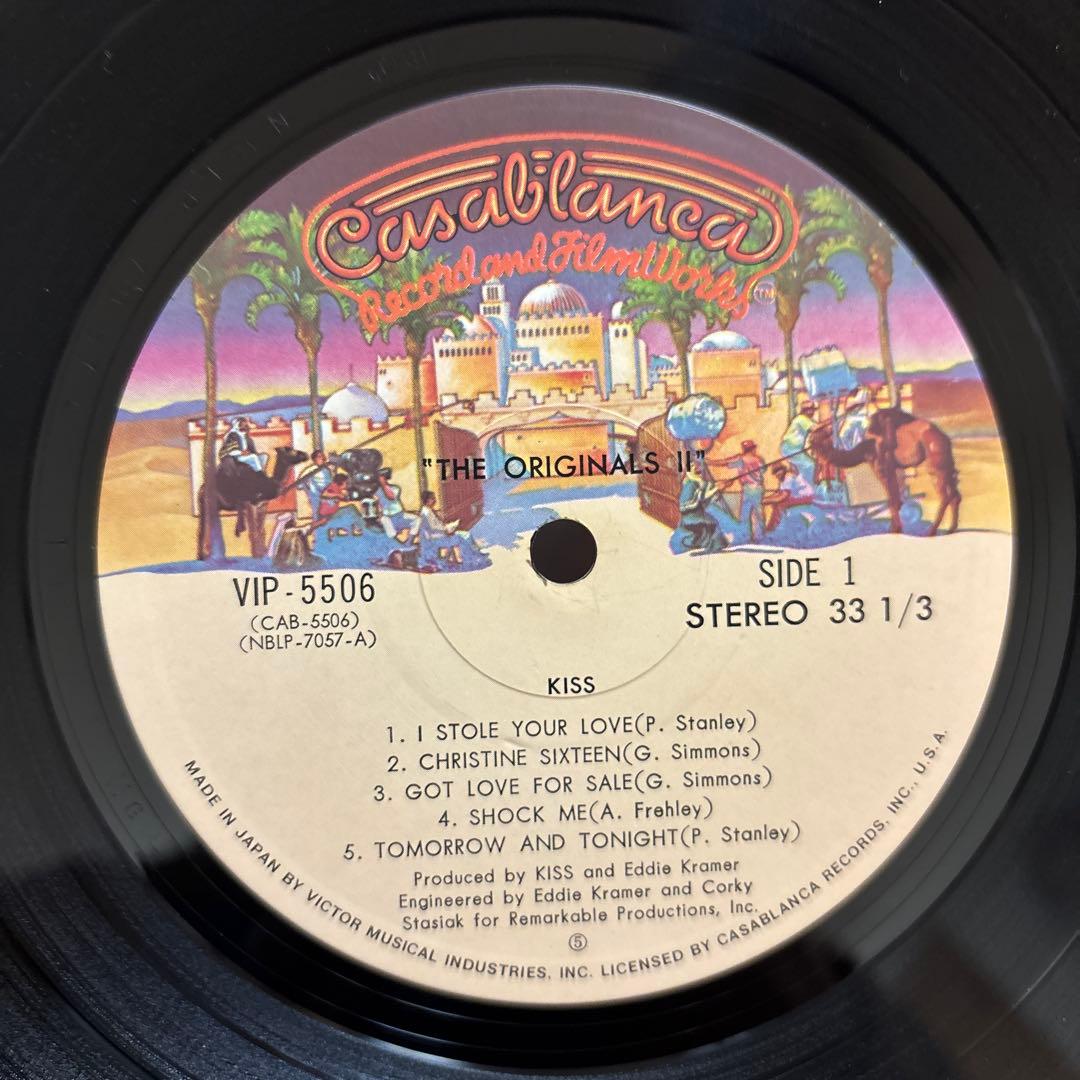 Casablanca
Record and FilmWorks
TM
"THE ORIGINALS II"
VIP-5506
(CAB-5506)
(NBLP-7057-A)
SIDE 1
STEREO 33 1/3
KISS
1. I STOLE YOUR LOVE(P. Stanley)
2. CHRISTINE SIXTEEN(G. Simmons)
3. GOT LOVE FOR SALE(G. Simmons)
4. SHOCK ME(A. Frehley)
5. TOMORROW AND TONIGHT(P. Stanley)
Produced by KISS and Eddie Kramer
Engineered by Eddie Kramer and Corky
Stasiak for Remarkable Productions, Inc.
⑤
MADE IN JAPAN BY VICTOR MUSICAL INDUSTRIES, INC. LICENSED BY CASABLANCA RECORDS, INC., U.S.A.